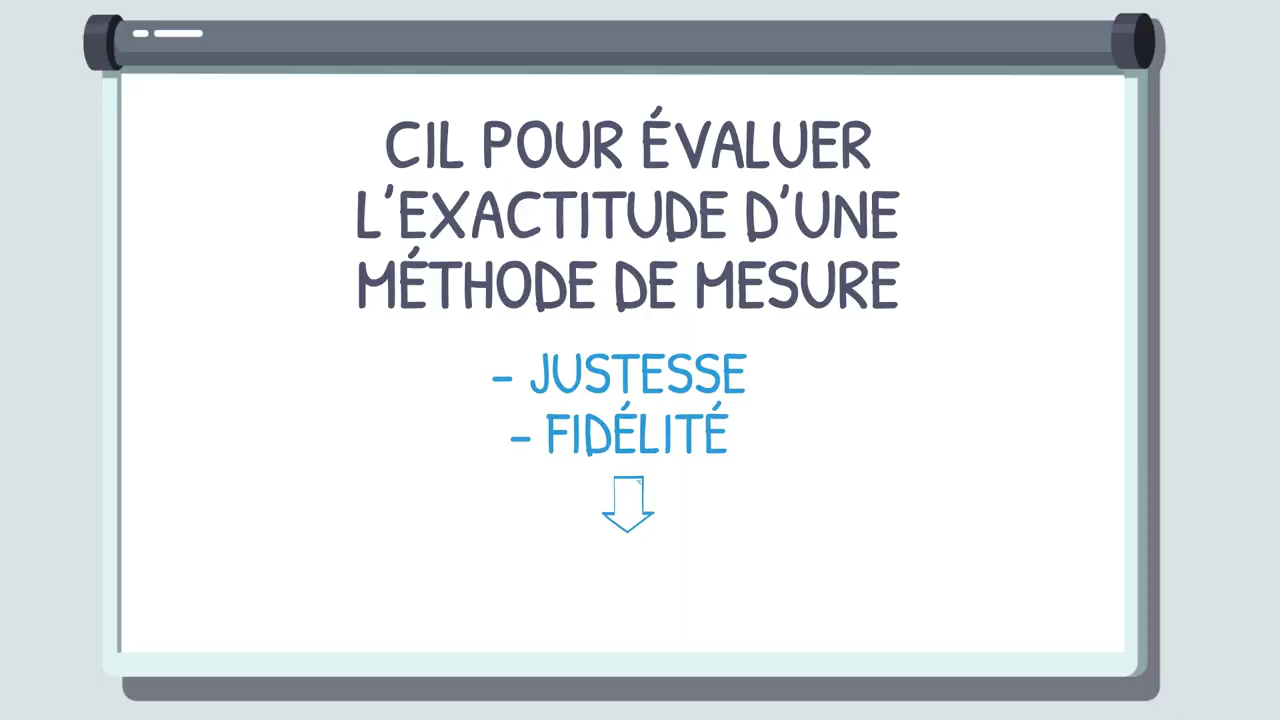 CIL POUR ÉVALUER
L'EXACTITUDE D'UNE
MÉTHODE DE MESURE
- JUSTESSE
- FIDÉLITÉ